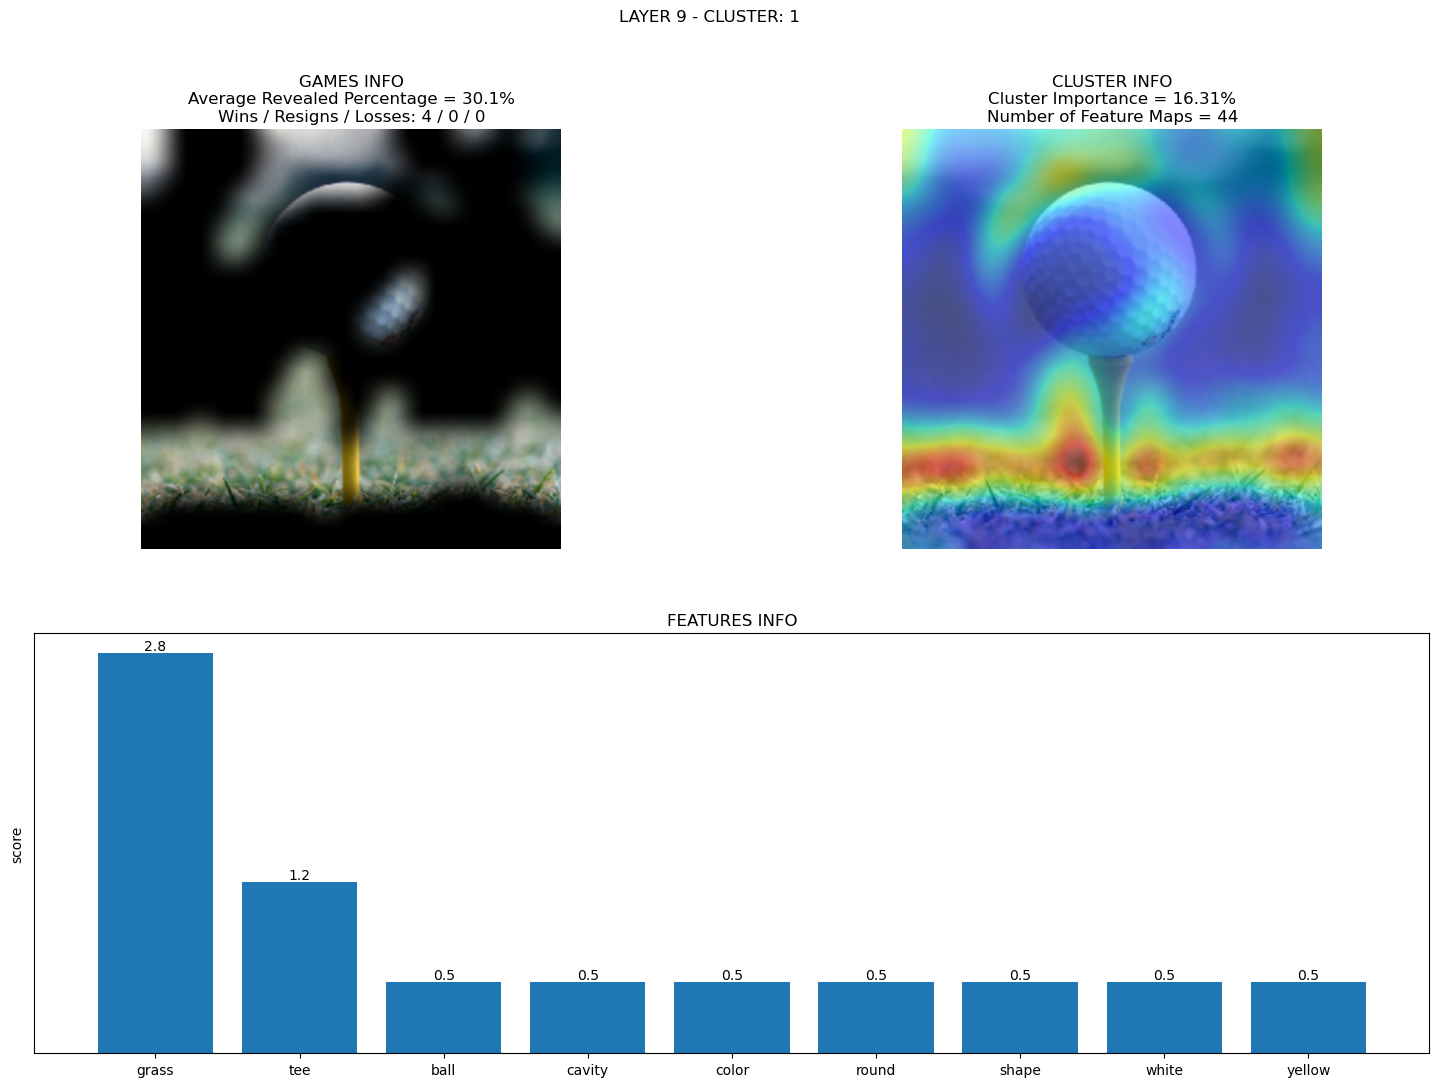 LAYER 9 - CLUSTER: 1
GAMES INFO
Average Revealed Percentage = 30.1%
Wins / Resigns / Losses: 4 / 0 / 0
CLUSTER INFO
Cluster Importance = 16.31%
Number of Feature Maps = 44
FEATURES INFO
score
2.8
1.2
0.5
0.5
0.5
0.5
0.5
0.5
0.5
grass
tee
ball
cavity
color
round
shape
white
yellow